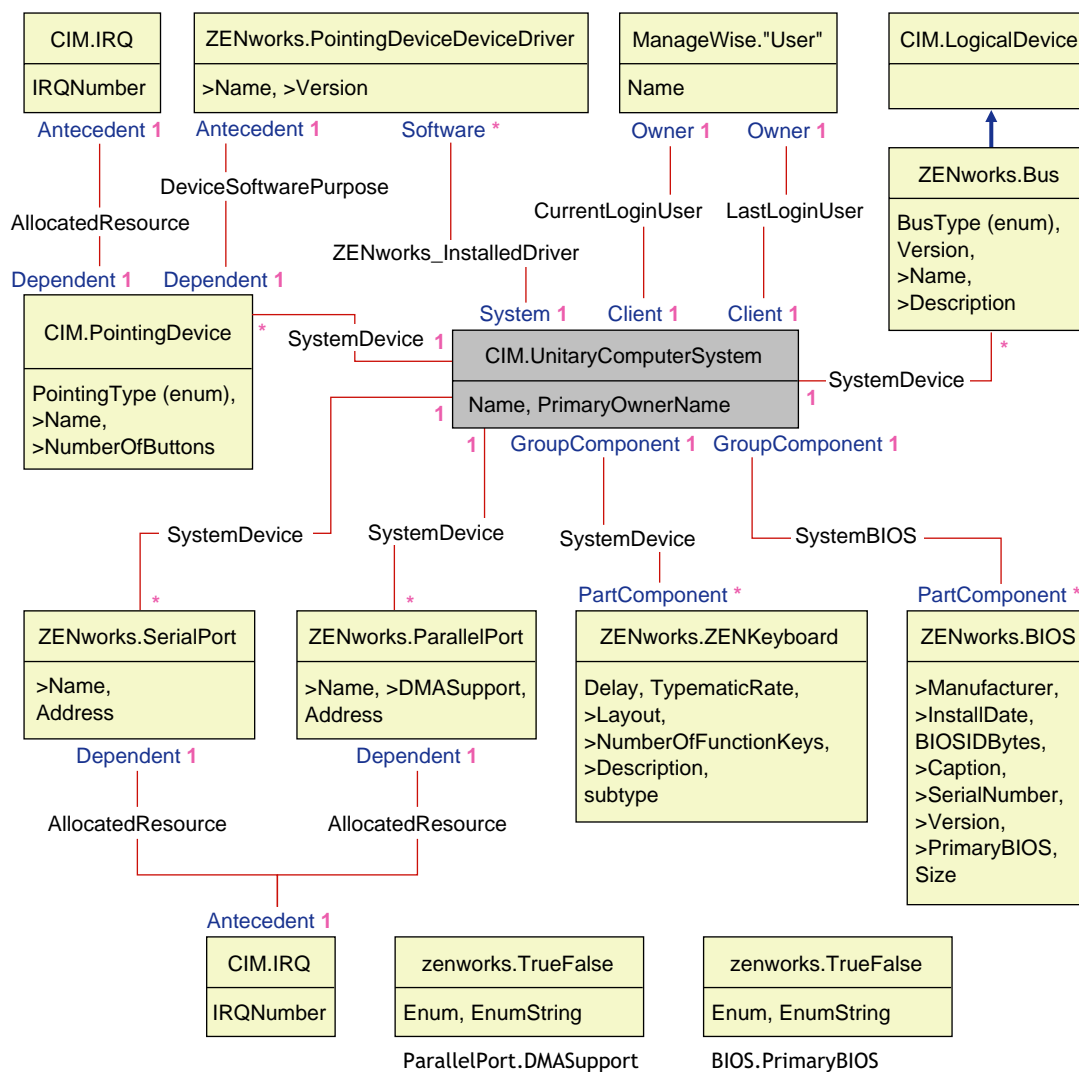 CIM.IRQ
IRQNumber
ZENworks.PointingDeviceDeviceDriver
>Name, >Version
ManageWise."User"
Name
CIM.LogicalDevice
Antecedent 1
Antecedent 1
Software *
Owner 1
Owner 1
DeviceSoftwarePurpose
AllocatedResource
ZENworks_InstalledDriver
CurrentLoginUser
LastLoginUser
ZENworks.Bus
BusType (enum),
Version,
>Name,
>Description
Dependent 1
Dependent 1
System 1
Client 1
Client 1
CIM.PointingDevice
PointingType (enum),
>Name,
>NumberOfButtons
*
SystemDevice
1
CIM.UnitaryComputerSystem
Name, PrimaryOwnerName
SystemDevice
*
1
1
1
GroupComponent 1
GroupComponent 1
SystemDevice
SystemDevice
SystemDevice
SystemBIOS
*
*
PartComponent *
PartComponent *
ZENworks.SerialPort
>Name,
Address
ZENworks.ParallelPort
>Name, >DMASupport,
Address
ZENworks.ZENKeyboard
Delay, TypematicRate,
>Layout,
>NumberOfFunctionKeys,
>Description,
subtype
ZENworks.BIOS
>Manufacturer,
>InstallDate,
BIOSIDBytes,
>Caption,
>SerialNumber,
>Version,
>PrimaryBIOS,
Size
Dependent 1
Dependent 1
AllocatedResource
AllocatedResource
Antecedent 1
CIM.IRQ
IRQNumber
zenworks.TrueFalse
Enum, EnumString
zenworks.TrueFalse
Enum, EnumString
ParallelPort.DMASupport
BIOS.PrimaryBIOS